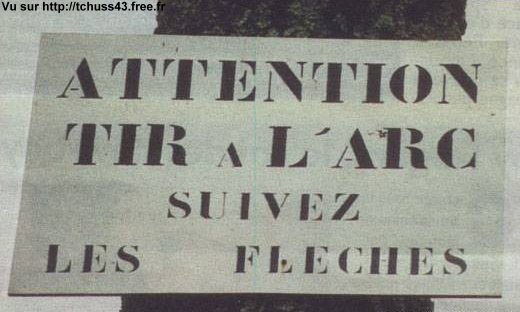 Vu sur http://tchuss43.free.fr
ATTENTION
TIR A L'ARC
SUIVEZ
LES FLECHES